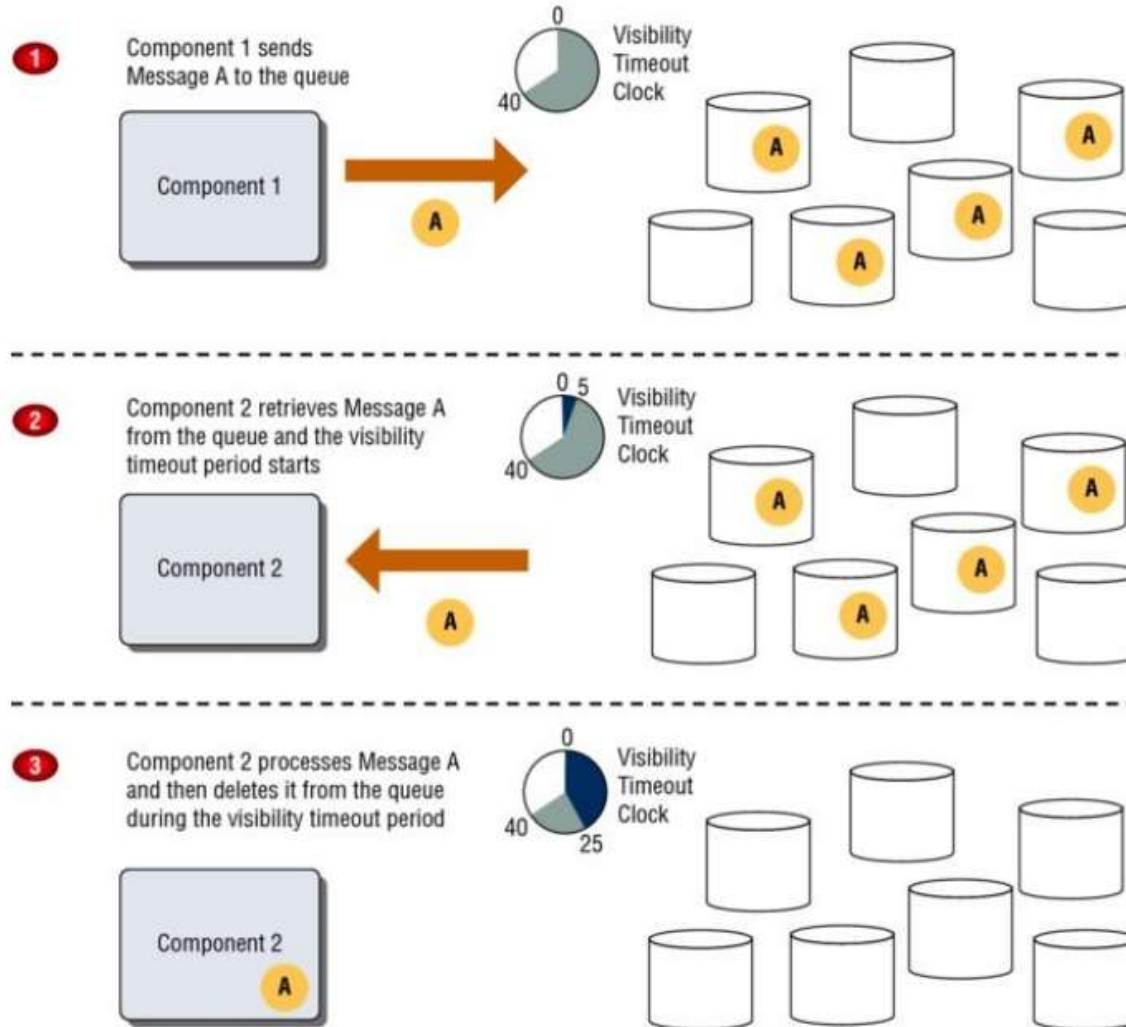 1
Component 1 sends
Message A to the queue
0
40
Visibility
Timeout
Clock
Component 1
A
A
A
A
A
2
Component 2 retrieves Message A
from the queue and the visibility
timeout period starts
0 5
40
Visibility
Timeout
Clock
Component 2
A
A
A
A
A
3
Component 2 processes Message A
and then deletes it from the queue
during the visibility timeout period
0
40
25
Visibility
Timeout
Clock
Component 2
A